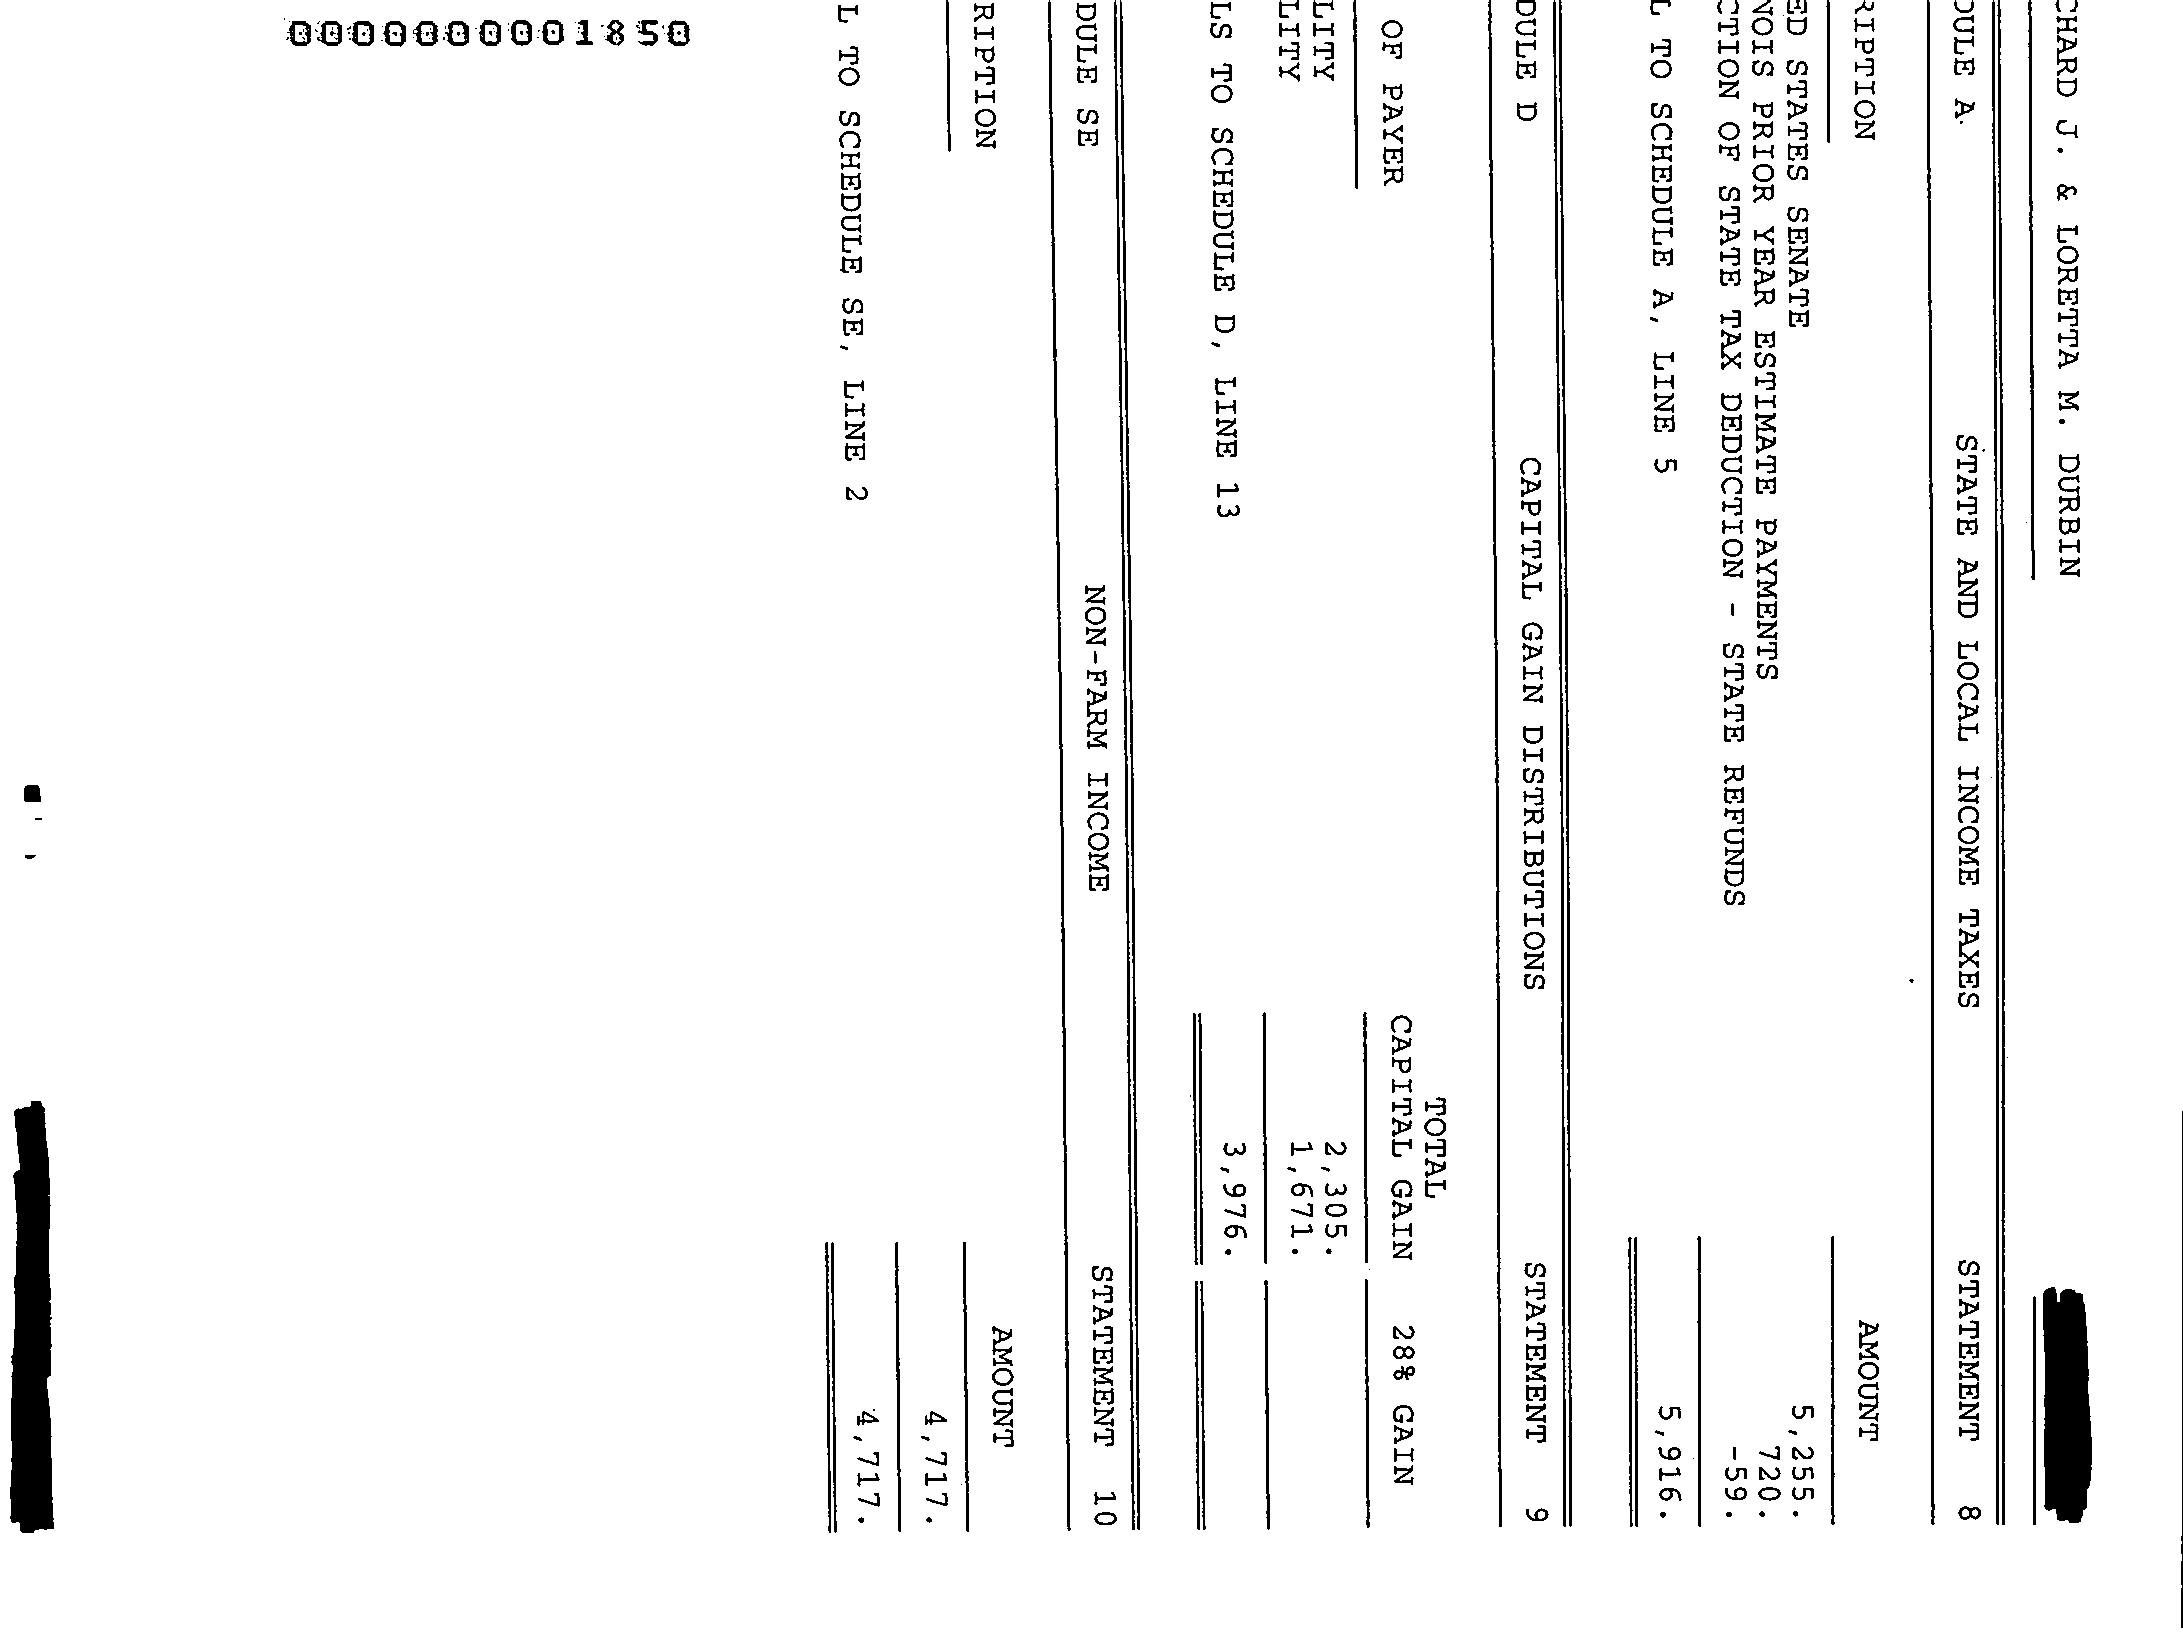 CHARD J. & LORETTA M. DURBIN
DULE A STATE AND LOCAL INCOME TAXES STATEMENT 8
RIPTION AMOUNT
ED STATES SENATE 5,255.
NOIS PRIOR YEAR ESTIMATE PAYMENTS 720.
CTION OF STATE TAX DEDUCTION - STATE REFUNDS -59.
L TO SCHEDULE A, LINE 5 5,916.
DULE D CAPITAL GAIN DISTRIBUTIONS STATEMENT 9
TOTAL
OF PAYER CAPITAL GAIN 28% GAIN
LITY 2,305.
LITY 1,671.
LS TO SCHEDULE D, LINE 13 3,976.
DULE SE NON-FARM INCOME STATEMENT 10
RIPTION AMOUNT
4,717.
L TO SCHEDULE SE, LINE 2 4,717.
0000000001850